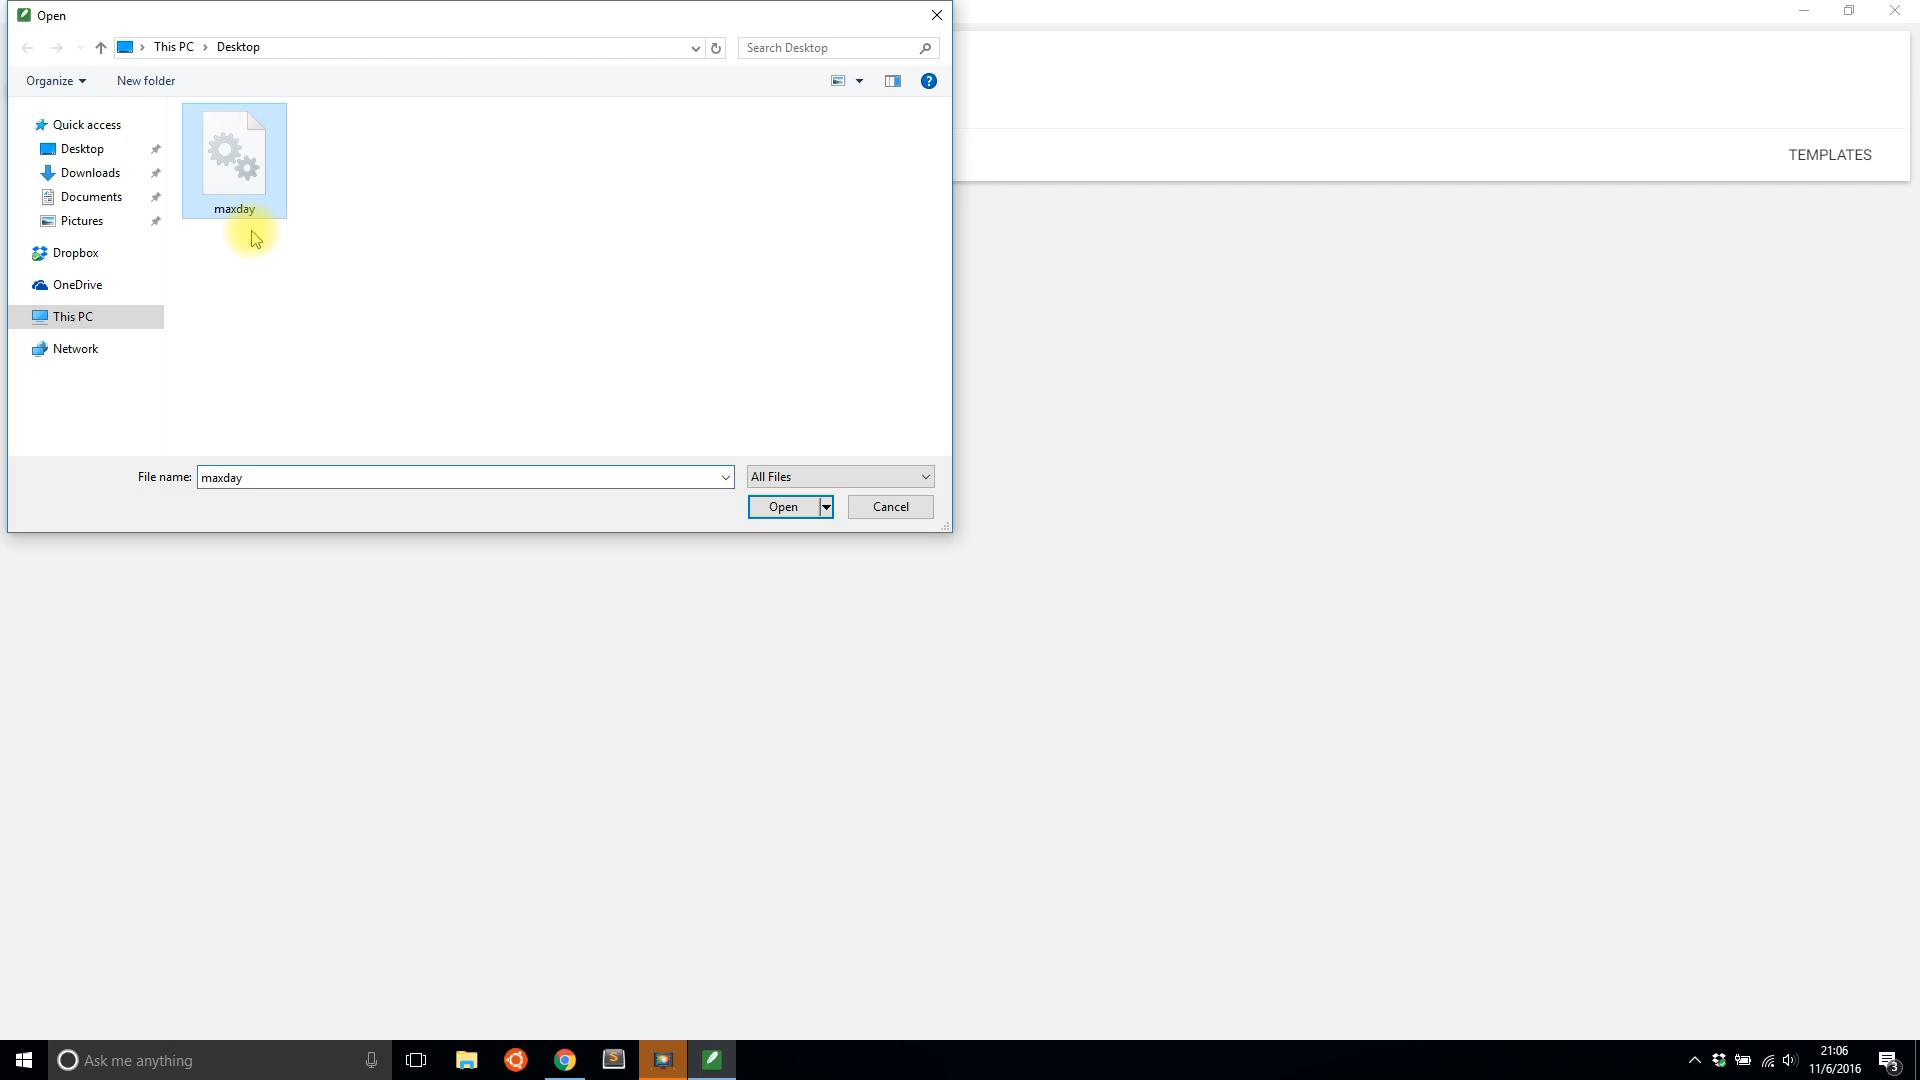 Open
This PC > Desktop
Search Desktop
Organize
New folder
?
Quick access
Desktop
Downloads
Documents
Pictures
Dropbox
OneDrive
This PC
Network
maxday
TEMPLATES
File name: maxday
All Files
Open
Cancel
Ask me anything
S
21:06
11/6/2016
3